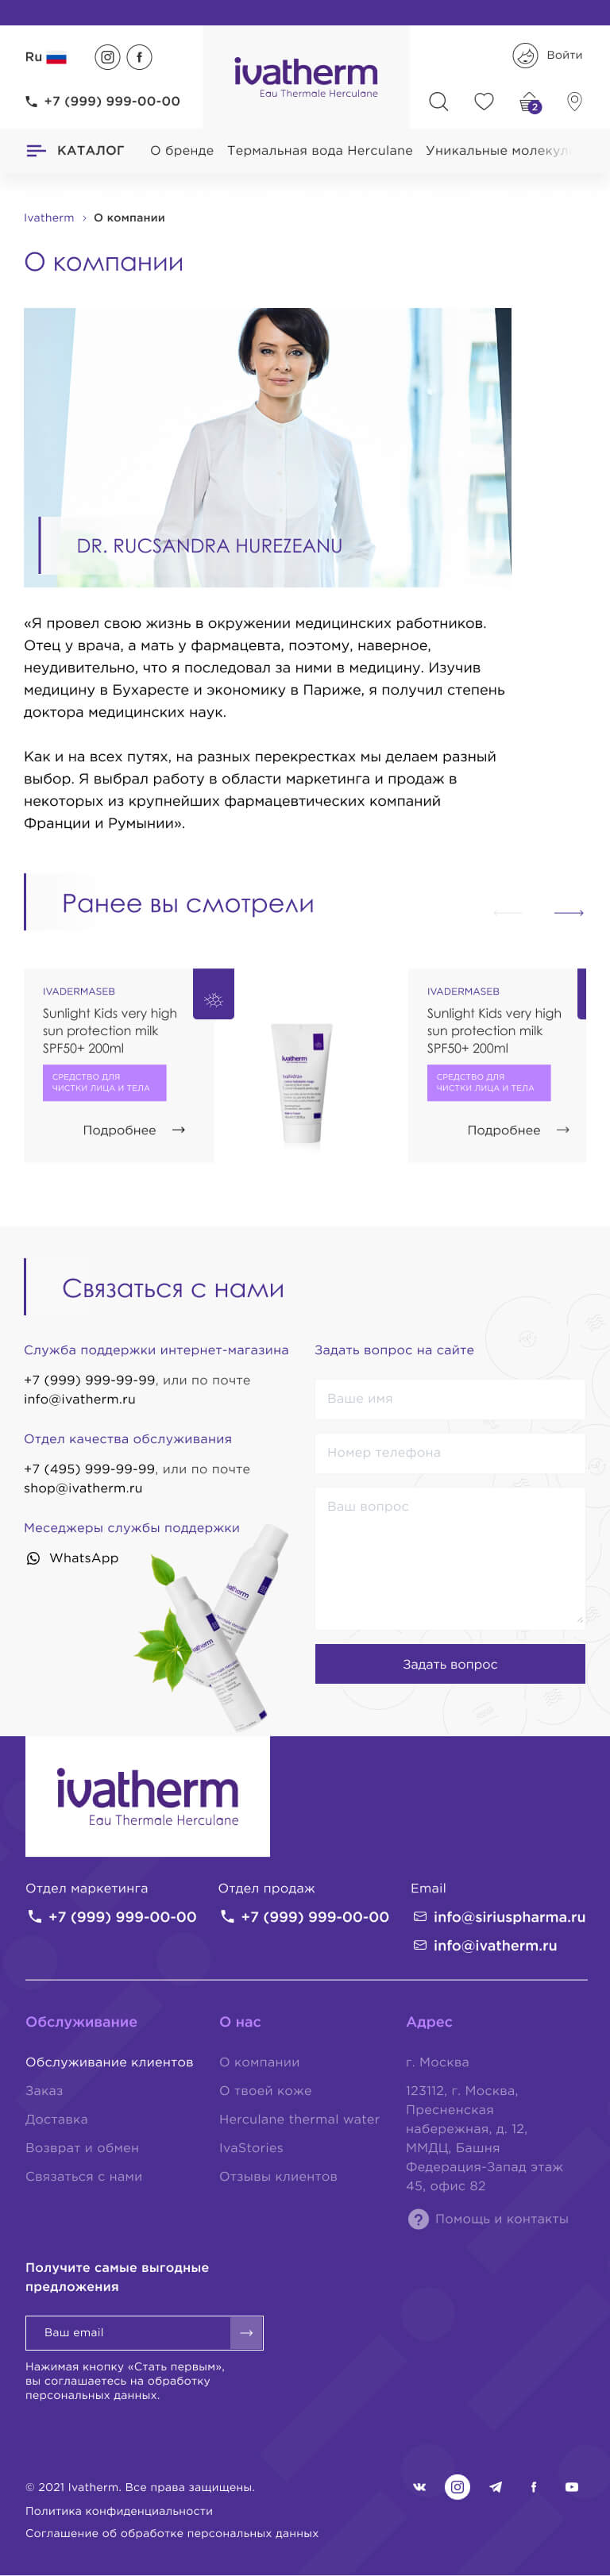 Ru
Войти
+7 (999) 999-00-00
ivatherm
Eau Thermale Herculane
2
КАТАЛОГ
О бренде
Термальная вода Herculane
Уникальные молекул
Ivatherm > О компании
О компании
DR. RUCSANDRA HUREZEANU
«Я провел свою жизнь в окружении медицинских работников.
Отец у врача, а мать у фармацевта, поэтому, наверное,
неудивительно, что я последовал за ними в медицину. Изучив
медицину в Бухаресте и экономику в Париже, я получил степень
доктора медицинских наук.
Как и на всех путях, на разных перекрестках мы делаем разный
выбор. Я выбрал работу в области маркетинга и продаж в
некоторых из крупнейших фармацевтических компаний
Франции и Румынии».
Ранее вы смотрели
IVADERMASEB
Sunlight Kids very high
sun protection milk
SPF50+ 200ml
СРЕДСТВО ДЛЯ
ЧИСТКИ ЛИЦА И ТЕЛА
Подробнее
ivatherm
IVADERMASEB
Sunlight Kids very high
sun protection milk
SPF50+ 200ml
СРЕДСТВО ДЛЯ
ЧИСТКИ ЛИЦА И ТЕЛА
Подробнее
Связаться с нами
Служба поддержки интернет-магазина
+7 (999) 999-99-99, или по почте
info@ivatherm.ru
Отдел качества обслуживания
+7 (495) 999-99-99, или по почте
shop@ivatherm.ru
Меседжеры службы поддержки
WhatsApp
ivatherm
ivatherm
Задать вопрос на сайте
Ваше имя
Номер телефона
Ваш вопрос
Задать вопрос
ivatherm
Eau Thermale Herculane
Отдел маркетинга
+7 (999) 999-00-00
Отдел продаж
+7 (999) 999-00-00
Email
info@siriuspharma.ru
info@ivatherm.ru
Обслуживание
Обслуживание клиентов
Заказ
Доставка
Возврат и обмен
Связаться с нами
О нас
О компании
О твоей коже
Herculane thermal water
IvaStories
Отзывы клиентов
Адрес
г. Москва
123112, г. Москва,
Пресненская
набережная, д. 12,
ММДЦ, Башня
Федерация-Запад этаж
45, офис 82
? Помощь и контакты
Получите самые выгодные
предложения
Ваш email
Нажимая кнопку «Стать первым»,
вы соглашаетесь на обработку
персональных данных.
© 2021 Ivatherm. Все права защищены.
Политика конфиденциальности
Соглашение об обработке персональных данных